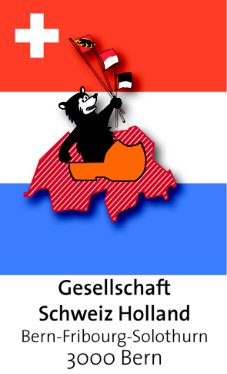 Gesellschaft
Schweiz Holland
Bern-Fribourg-Solothurn
3000 Bern